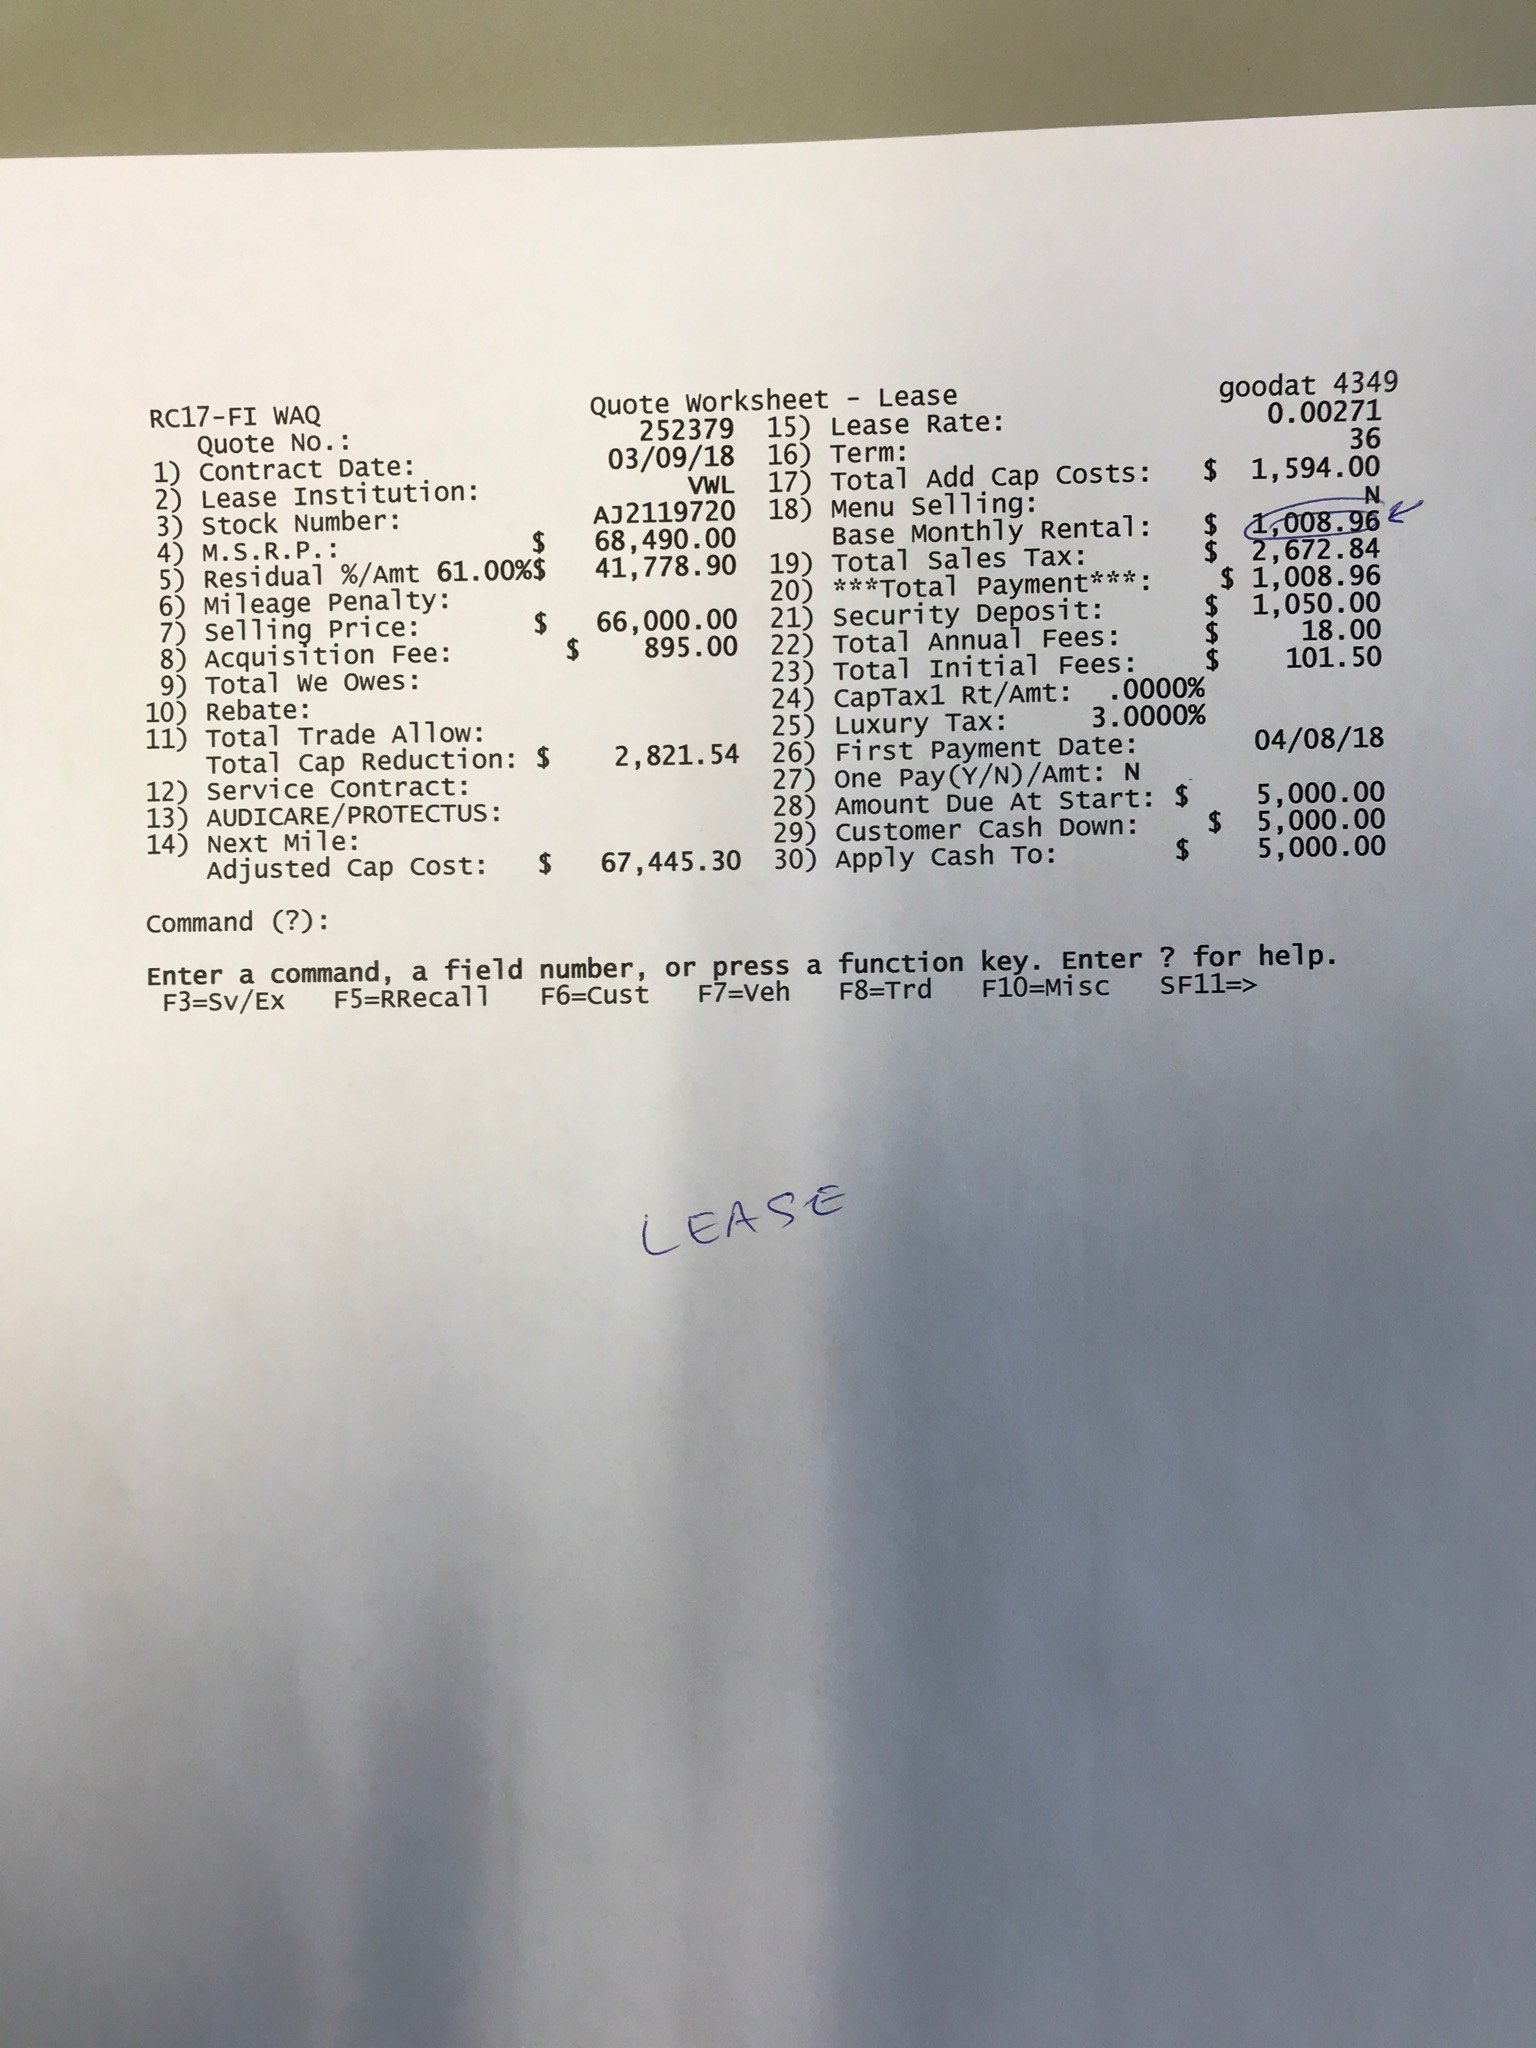 RC17-FI WAQ Quote Worksheet - Lease goodat 4349
Quote No.: 252379 15) Lease Rate: 0.00271
1) Contract Date: 03/09/18 16) Term: 36
2) Lease Institution: VWL 17) Total Add Cap Costs: $ 1,594.00
3) Stock Number: AJ2119720 18) Menu Selling: N
4) M.S.R.P.: $ 68,490.00 Base Monthly Rental: $ 1,008.96
5) Residual %/Amt 61.00%$ 41,778.90 19) Total Sales Tax: $ 2,672.84
6) Mileage Penalty: 20) ***Total Payment***: $ 1,008.96
7) Selling Price: $ 66,000.00 21) Security Deposit: $ 1,050.00
8) Acquisition Fee: $ 895.00 22) Total Annual Fees: $ 18.00
9) Total We Owes: 23) Total Initial Fees: $ 101.50
10) Rebate: 24) CapTax1 Rt/Amt: .0000%
11) Total Trade Allow: 25) Luxury Tax: 3.0000%
Total Cap Reduction: $ 2,821.54 26) First Payment Date: 04/08/18
12) Service Contract: 27) One Pay(Y/N)/Amt: N
13) AUDICARE/PROTECTUS: 28) Amount Due At Start: $ 5,000.00
14) Next Mile: 29) Customer Cash Down: $ 5,000.00
Adjusted Cap Cost: $ 67,445.30 30) Apply Cash To: $ 5,000.00
Command (?):
Enter a command, a field number, or press a function key. Enter ? for help.
F3=Sv/Ex F5=RRecall F6=Cust F7=Veh F8=Trd F10=Misc SF11=>
LEASE